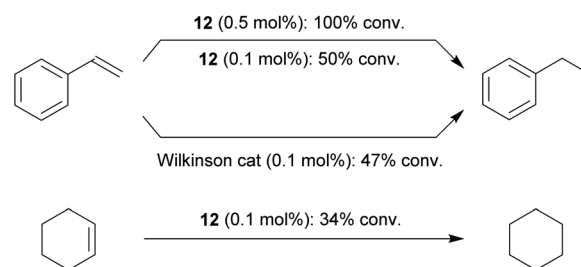 12 (0.5 mol%): 100% conv.
12 (0.1 mol%): 50% conv.
Wilkinson cat (0.1 mol%): 47% conv.
12 (0.1 mol%): 34% conv.